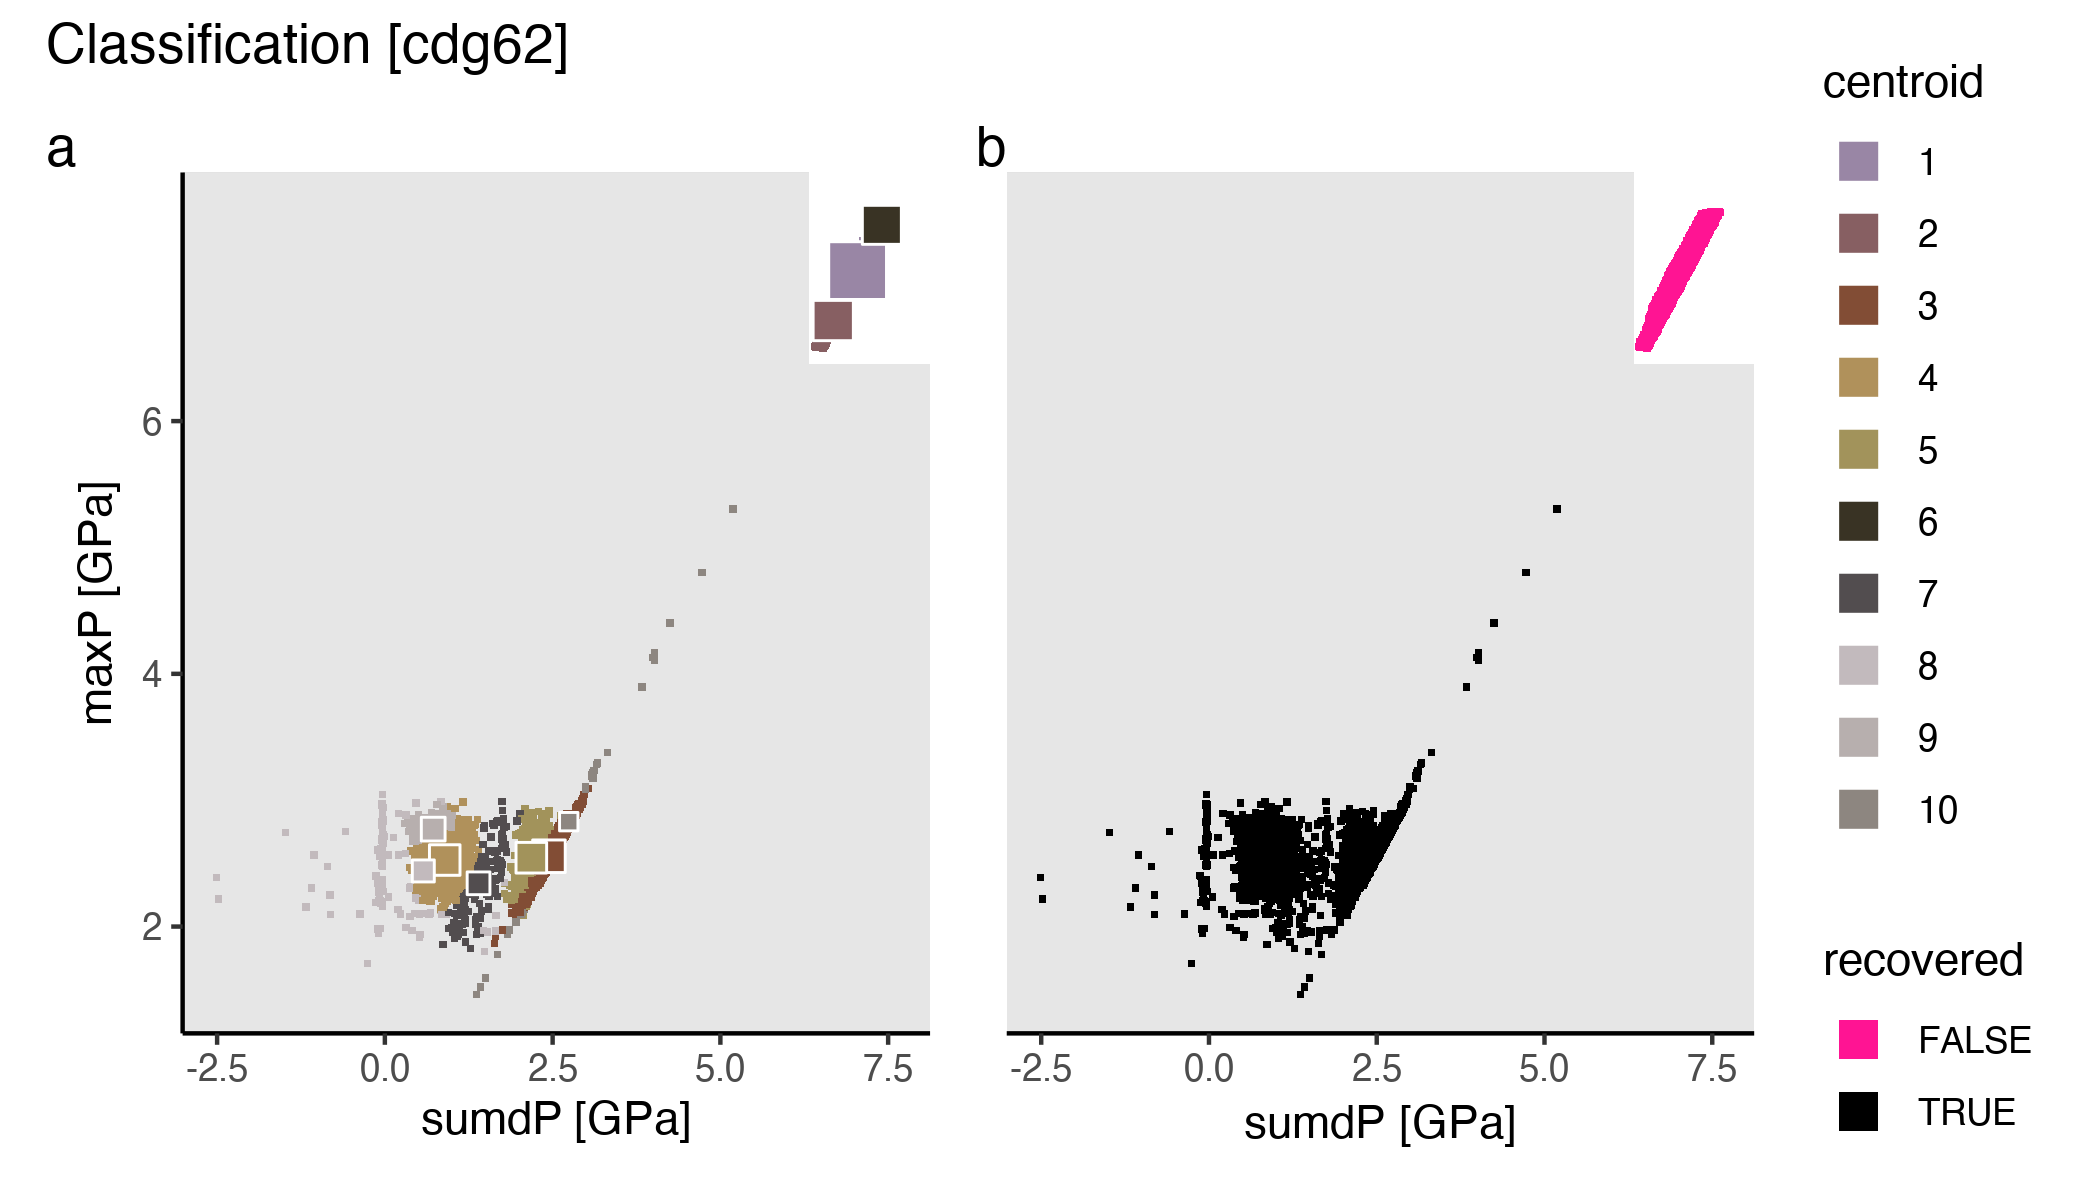 Classification [cdg62]
a
b
maxP [GPa]
6
4
2
-2.5 0.0 2.5 5.0 7.5
sumdP [GPa]
-2.5 0.0 2.5 5.0 7.5
sumdP [GPa]
centroid
1
2
3
4
5
6
7
8
9
10
recovered
FALSE
TRUE